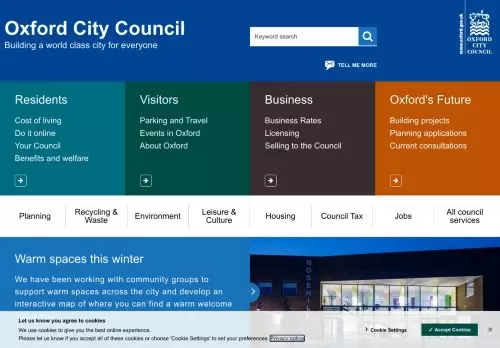 Oxford City Council
Building a world class city for everyone
Keyword search
TELL ME MORE
www.oxford.gov.uk
OXFORD
CITY
COUNCIL
Residents
Cost of living
Do it online
Your Council
Benefits and welfare
Visitors
Parking and Travel
Events in Oxford
About Oxford
Business
Business Rates
Licensing
Selling to the Council
Oxford's Future
Building projects
Planning applications
Current consultations
Planning
Recycling &
Waste
Environment
Leisure &
Culture
Housing
Council Tax
Jobs
All council
services
Warm spaces this winter
We have been working with community groups to
support warm spaces across the city and develop an
interactive map of where you can find a warm welcome
ROSEHIL
Let us know you agree to cookies
We use cookies to give you the best online experience.
Please let us know if you accept all of these cookies or choose 'Cookie Settings' to set your preferences. Privacy notice
Cookie Settings
✓ Accept Cookies